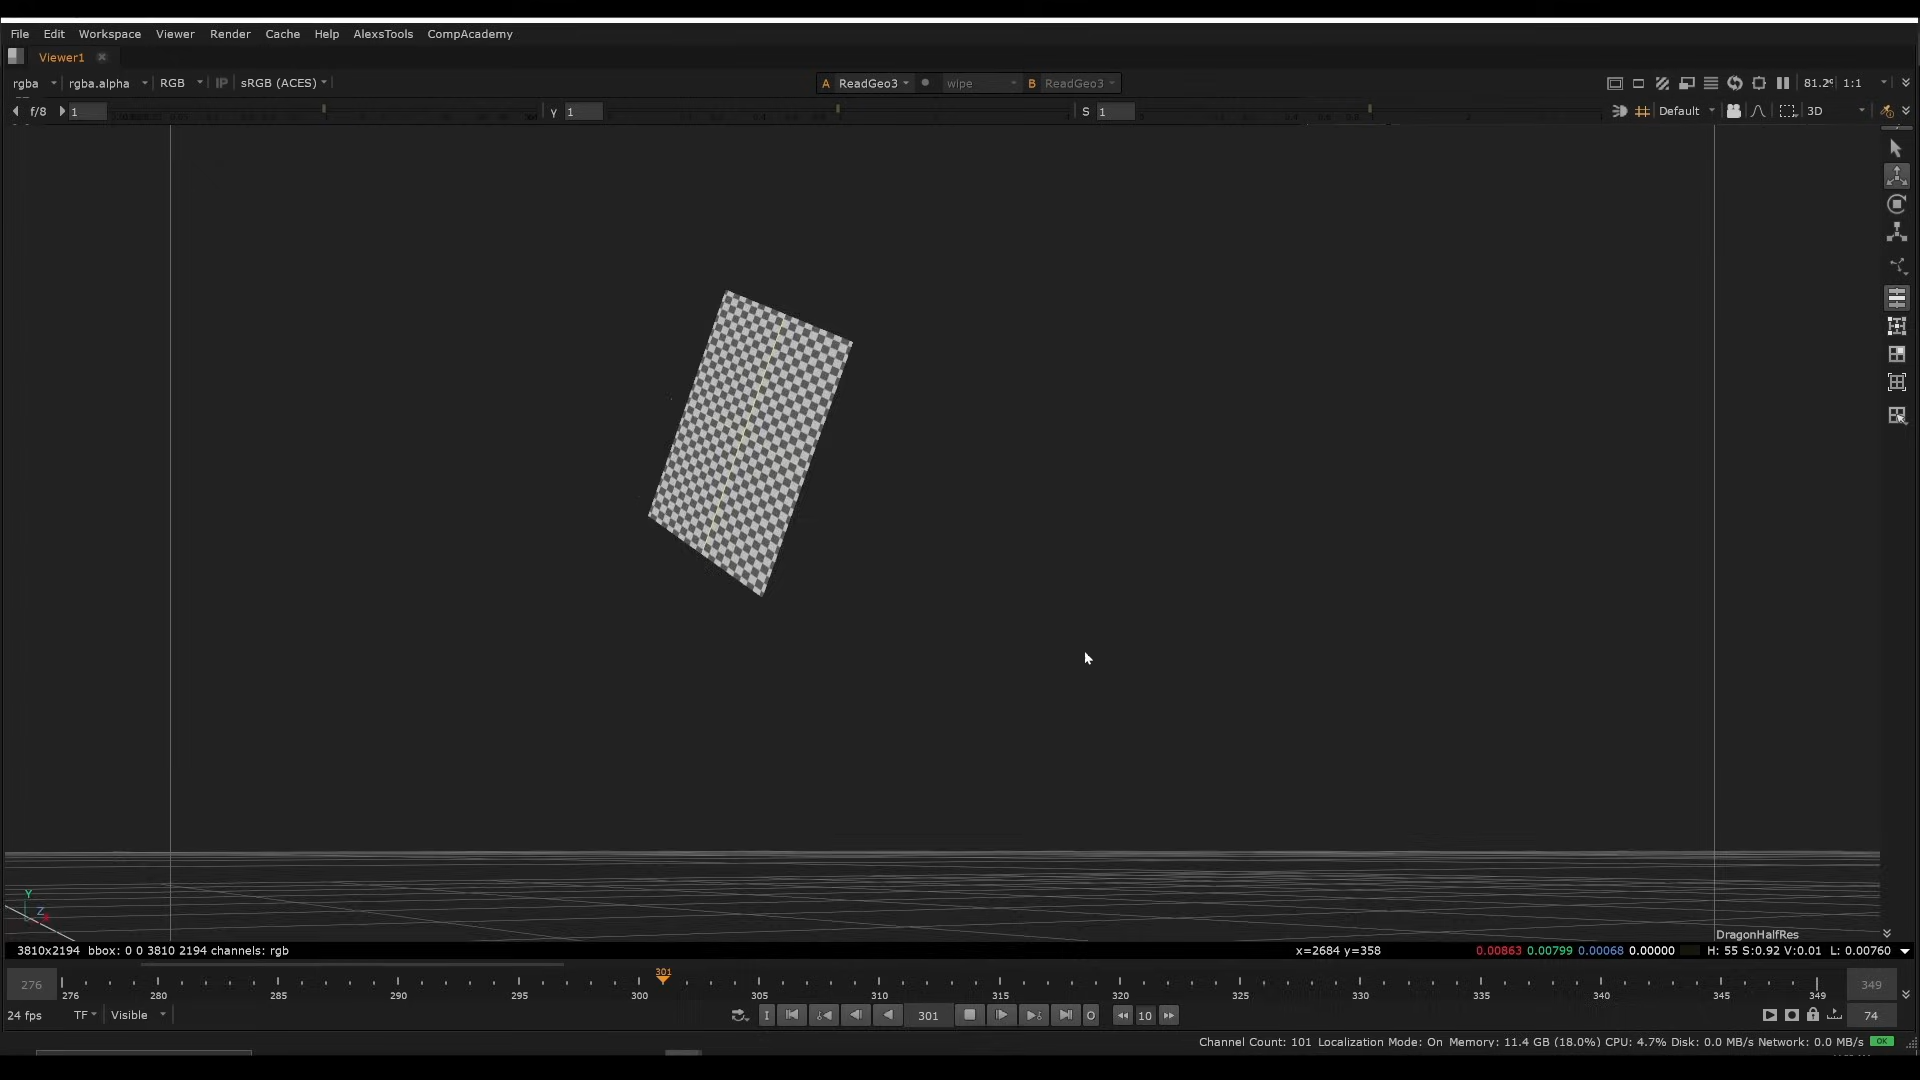 File Edit Workspace Viewer Render Cache Help AlexsTools CompAcademy
Viewer1
rgba rgba.alpha RGB IP sRGB (ACES) A ReadGeo3 wipe B ReadGeo3 1:1
f/8 1 y 1 S 1 Default 3D
Y
Z
DragonHalfRes
3810x2194 bbox: 0 0 3810 2194 channels: rgb x=2684 y=358 0.00863 0.00799 0.00068 0.00000 H: 55 S:0.92 V:0.01 L: 0.00760
301
276 349
276 280 285 290 295 300 305 310 315 320 325 330 335 340 345 349
24 fps TF Visible I 301 O 10 74
Channel Count: 101 Localization Mode: On Memory: 11.4 GB (18.0%) CPU: 4.7% Disk: 0.0 MB/s Network: 0.0 MB/s OK